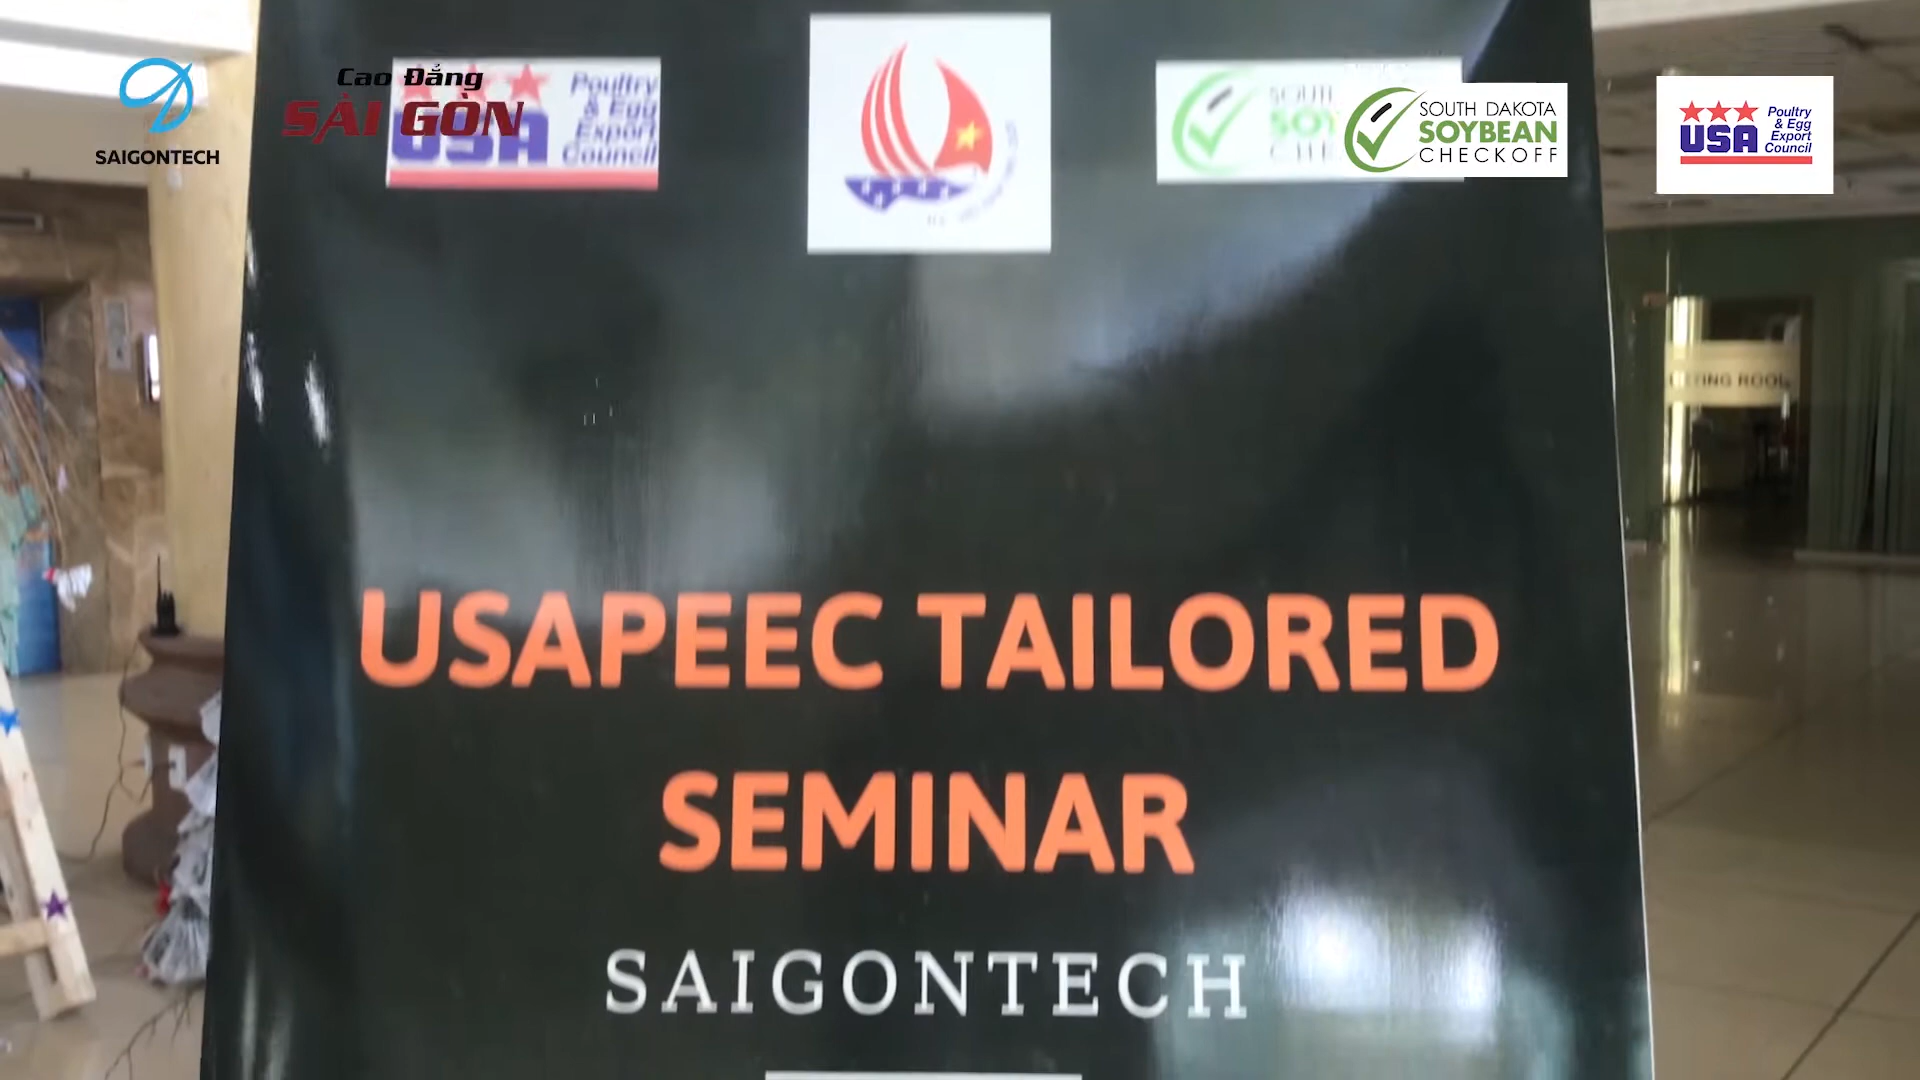 SAIGONTECH
Cao Đẳng
SÀI GÒN
USA
Poultry
& Egg
Export
Council
SOUTH DAKOTA
SOYBEAN
CHECKOFF
USA
Poultry
& Egg
Export
Council
USAPEEC TAILORED
SEMINAR
SAIGONTECH